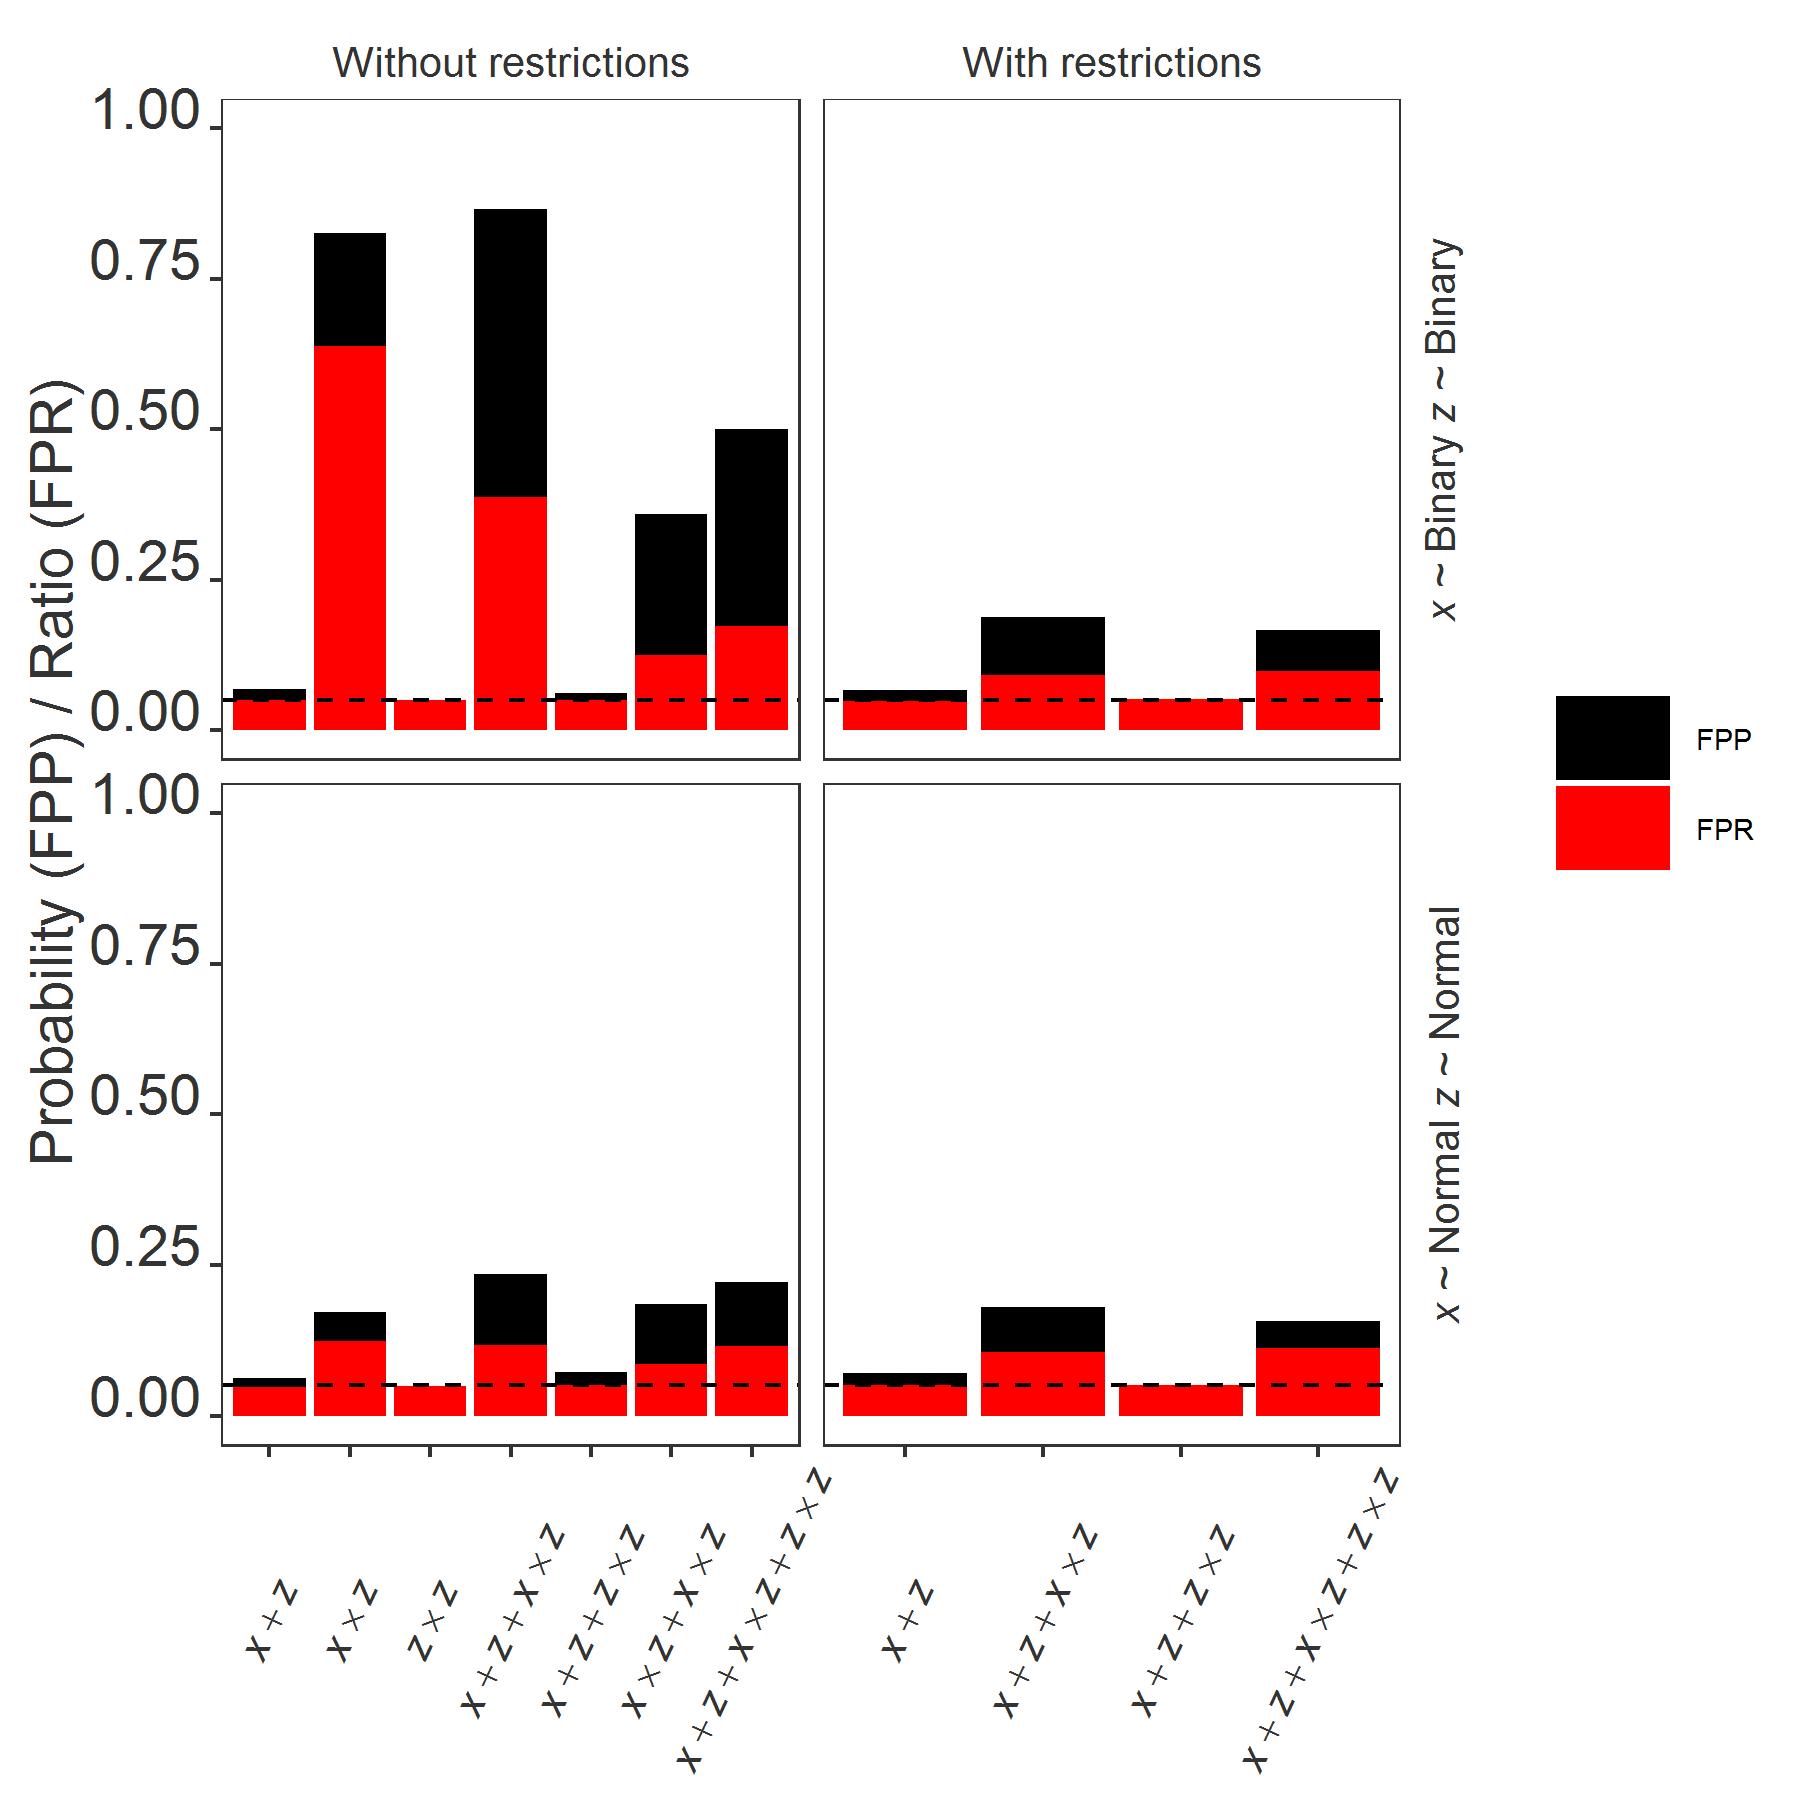 Without restrictions
With restrictions
Probability (FPP) / Ratio (FPR)
1.00
0.75
0.50
0.25
0.00
x ~ Binary z ~ Binary
1.00
0.75
0.50
0.25
0.00
x ~ Normal z ~ Normal
x + z
x × z
z × z
x + z + x × z
x + z + z × z
x × z + x × z
x + z + x × z + z × z
x + z
x + z + x × z
x + z + z × z
x + z + x × z + z × z
FPP
FPR